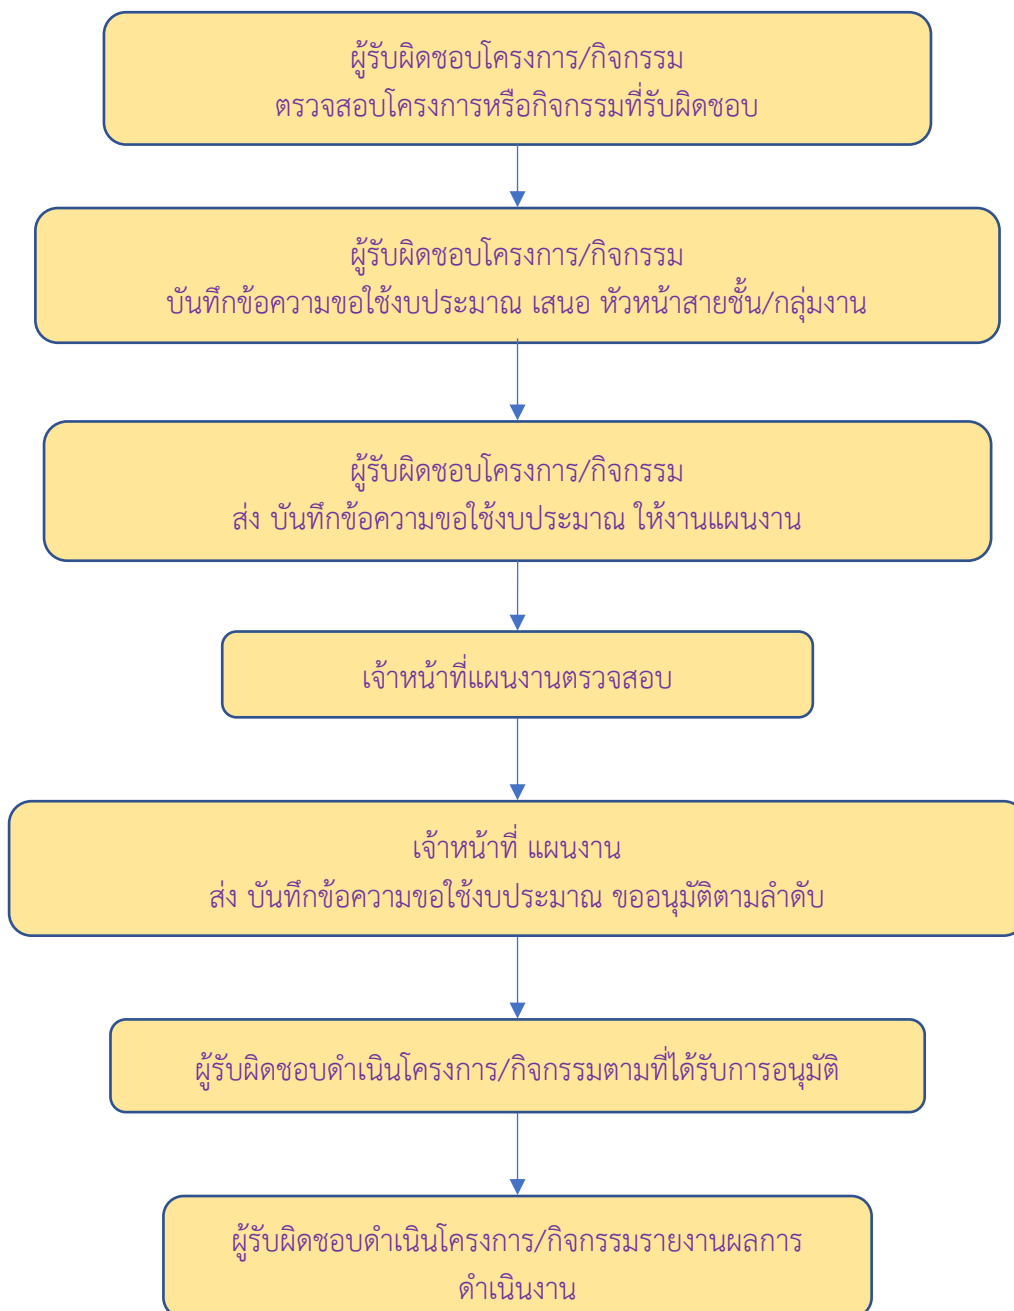 ผู้รับผิดชอบโครงการ/กิจกรรม
ตรวจสอบโครงการหรือกิจกรรมที่รับผิดชอบ
ผู้รับผิดชอบโครงการ/กิจกรรม
บันทึกข้อความขอใช้งบประมาณ เสนอ หัวหน้าสายชั้น/กลุ่มงาน
ผู้รับผิดชอบโครงการ/กิจกรรม
ส่ง บันทึกข้อความขอใช้งบประมาณ ให้งานแผนงาน
เจ้าหน้าที่แผนงานตรวจสอบ
เจ้าหน้าที่ แผนงาน
ส่ง บันทึกข้อความขอใช้งบประมาณ ขออนุมัติตามลำดับ
ผู้รับผิดชอบดำเนินโครงการ/กิจกรรมตามที่ได้รับการอนุมัติ
ผู้รับผิดชอบดำเนินโครงการ/กิจกรรมรายงานผลการ
ดำเนินงาน